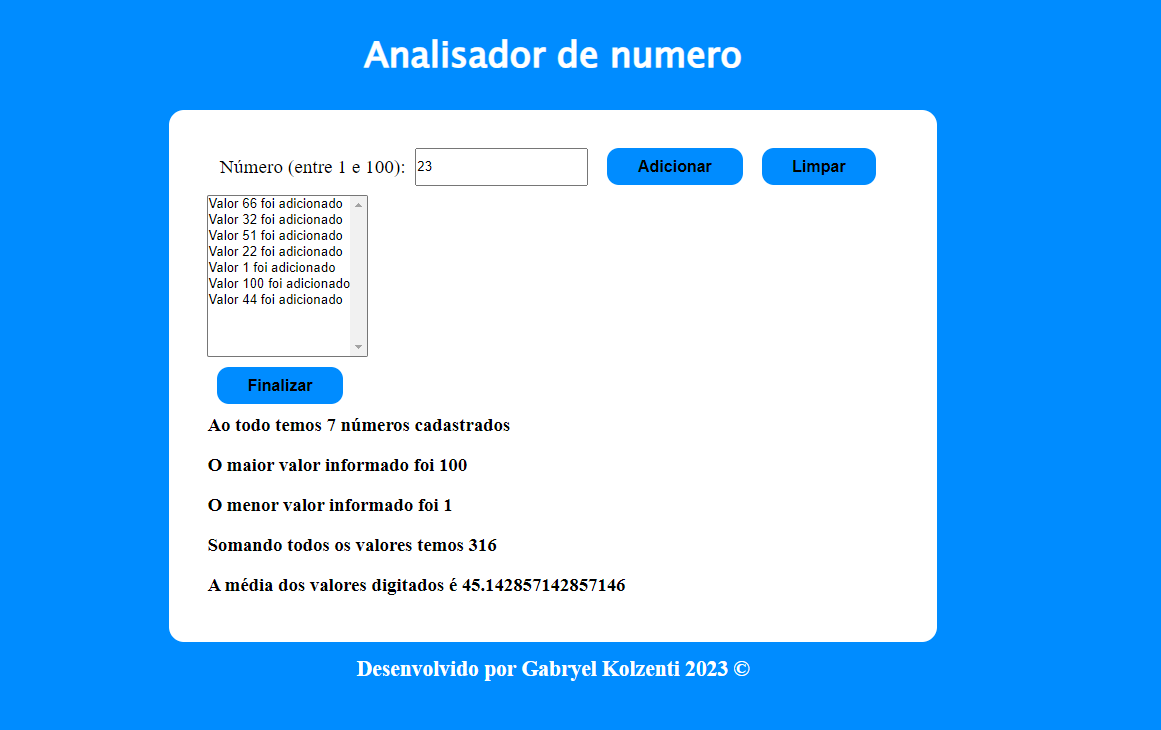 Analisador de numero
Número (entre 1 e 100): 23 Adicionar Limpar
Valor 66 foi adicionado
Valor 32 foi adicionado
Valor 51 foi adicionado
Valor 22 foi adicionado
Valor 1 foi adicionado
Valor 100 foi adicionado
Valor 44 foi adicionado
Finalizar
Ao todo temos 7 números cadastrados
O maior valor informado foi 100
O menor valor informado foi 1
Somando todos os valores temos 316
A média dos valores digitados é 45.142857142857146
Desenvolvido por Gabryel Kolzenti 2023 ©